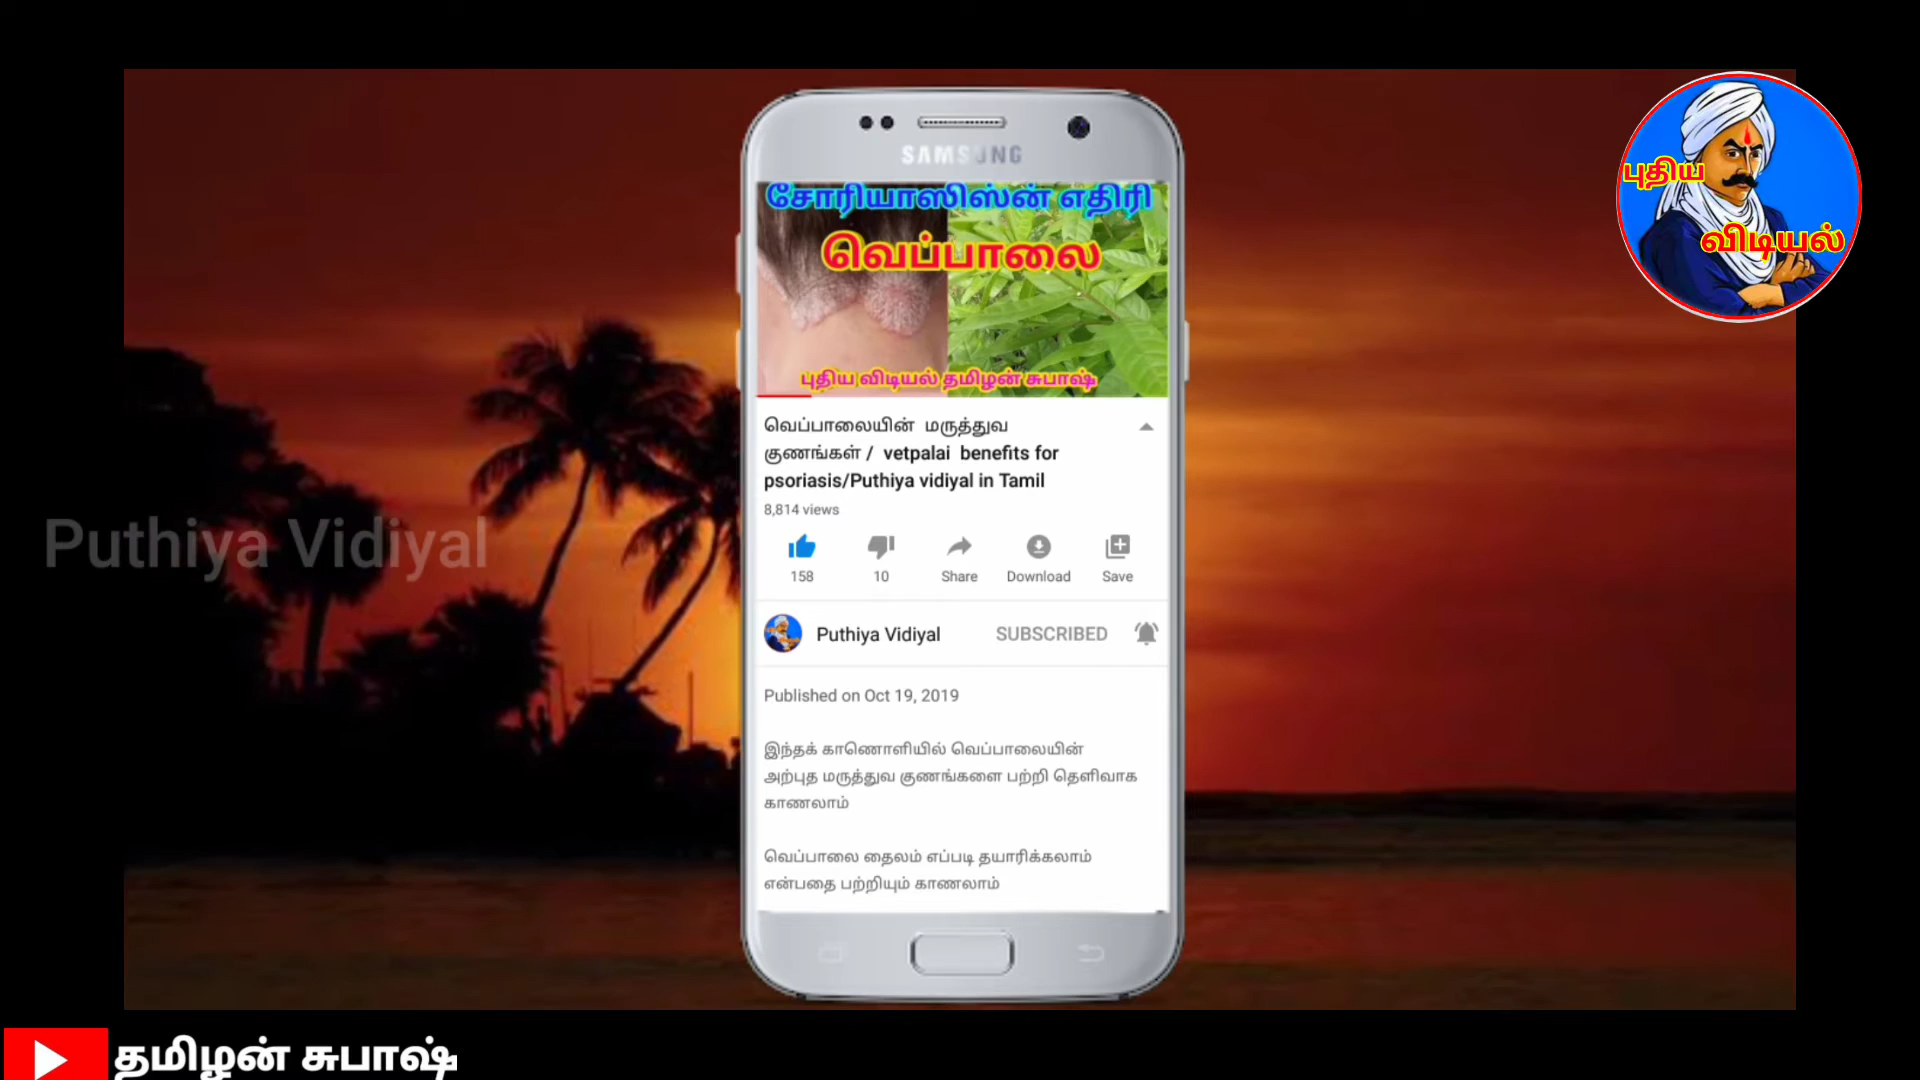 புதிய
விடியல்
SAMSUNG
சோரியாஸிஸ்ன் எதிரி
வெப்பாலை
புதிய விடியல் தமிழன் சுபாஷ்
வெப்பாலையின் மருத்துவ
குணங்கள் / vetpalai benefits for
psoriasis/Puthiya vidiyal in Tamil
8,814 views
158
10
Share
Download
Save
Puthiya Vidiyal
SUBSCRIBED
Published on Oct 19, 2019
இந்தக் காணொளியில் வெப்பாலையின்
அற்புத மருத்துவ குணங்களை பற்றி தெளிவாக
காணலாம்
வெப்பாலை தைலம் எப்படி தயாரிக்கலாம்
என்பதை பற்றியும் காணலாம்
Puthiya Vidiyal
தமிழன் சுபாஷ்